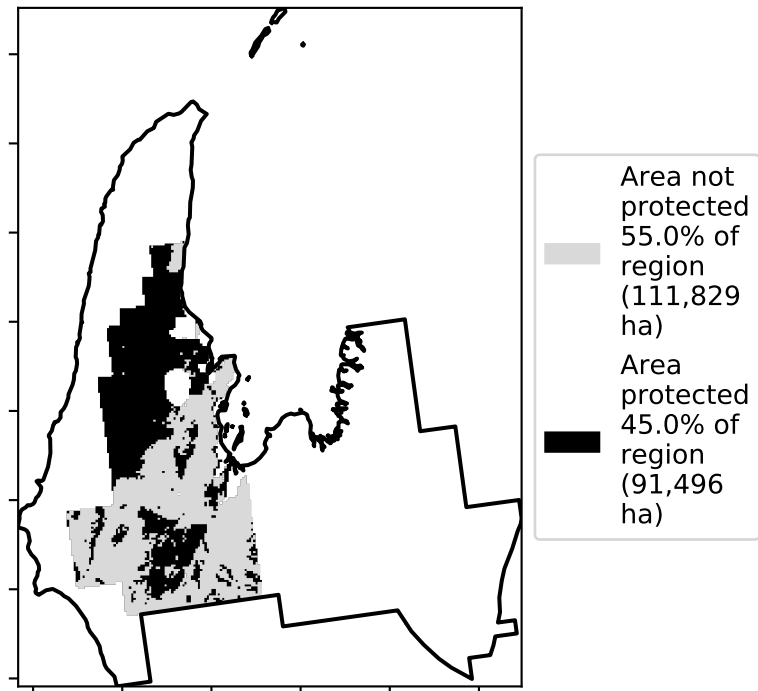 Area not
protected
55.0% of
region
(111,829
ha)
Area
protected
45.0% of
region
(91,496
ha)